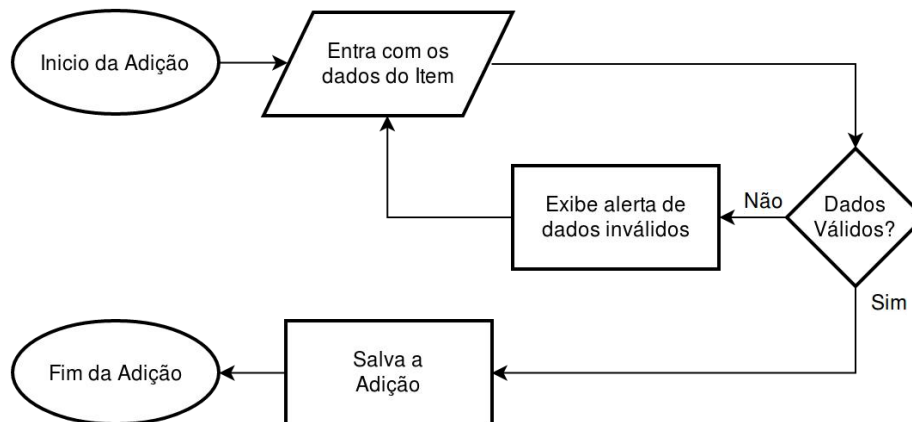 Inicio da Adição
Entra com os
dados do Item
Exibe alerta de
dados inválidos
Não
Dados
Válidos?
Sim
Fim da Adição
Salva a
Adição